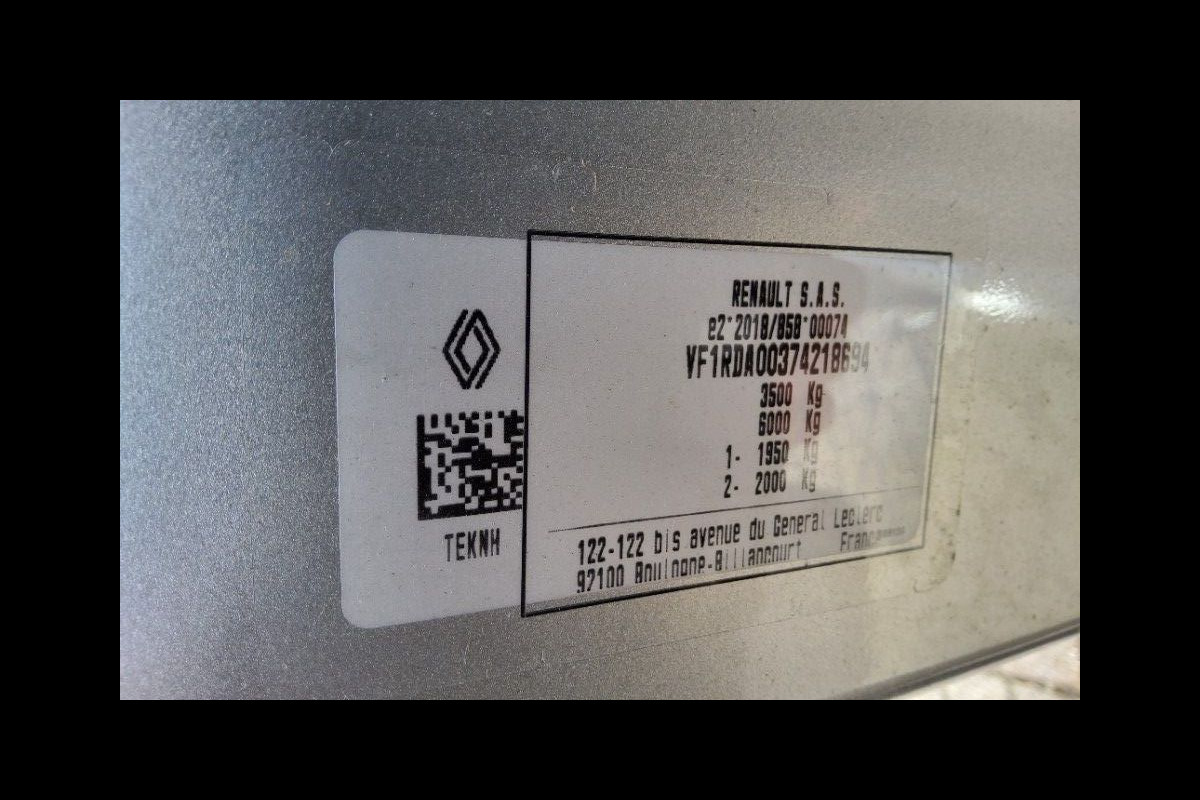 RENAULT S.A.S.
e2*2018/858*00074
VF1RDA00374218694
3500 Kg
6000 Kg
1- 1950 Kg
2- 2000 Kg
122-122 bis avenue du General Leclerc
92100 Boulogne-Billancourt France
TEKNH